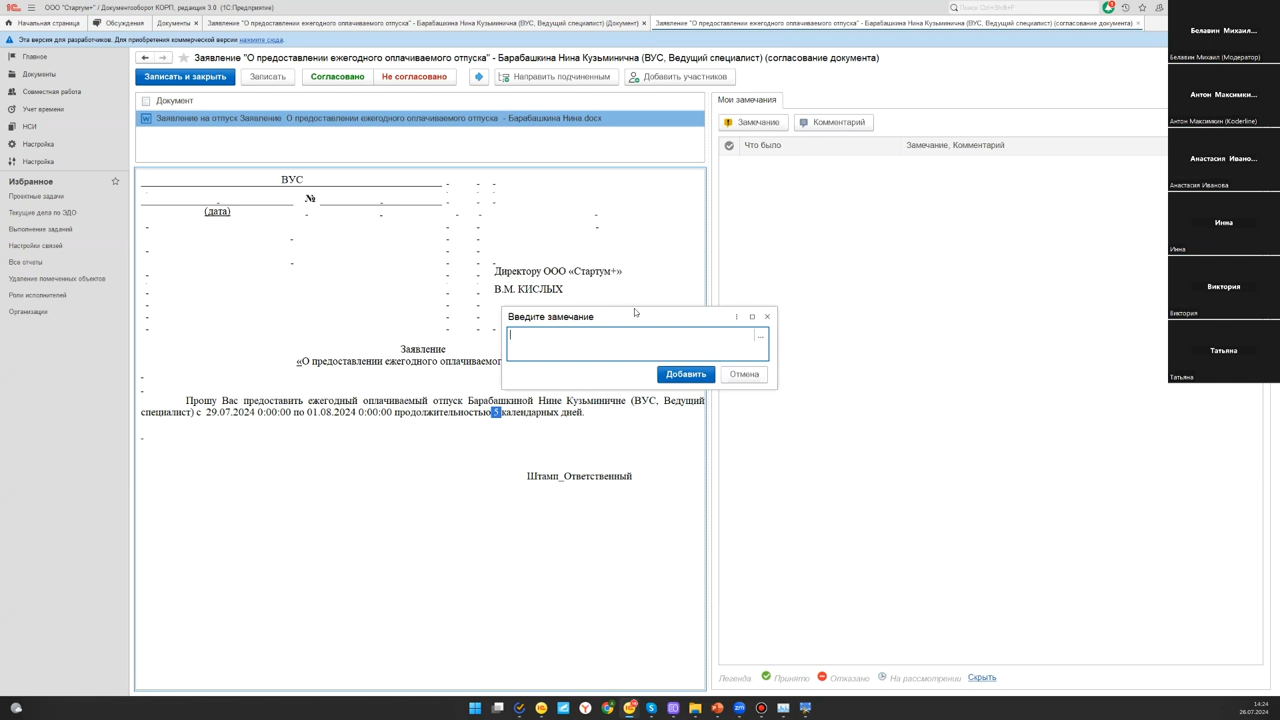 ООО "Стартум+" / Документооборот КОРП, редакция 3.0 (1С:Предприятие)
Поиск Ctrl+Shift+F
Начальная страница
Обсуждения
Документы ×
Заявление "О предоставлении ежегодного оплачиваемого отпуска" - Барабашкина Нина Кузьминична (ВУС, Ведущий специалист) (Документ) ×
Заявление "О предоставлении ежегодного оплачиваемого отпуска" - Барабашкина Нина Кузьминична (ВУС, Ведущий специалист) (согласование документа) ×
Эта версия для разработчиков. Для приобретения коммерческой версии нажмите сюда.
Главное
Документы
Совместная работа
Учет времени
НСИ
Настройка
Настройка
Избранное
Проектные задачи
Текущие дела по ЭДО
Выполнение заданий
Настройки связей
Все отчеты
Удаление помеченных объектов
Роли исполнителей
Организации
Заявление "О предоставлении ежегодного оплачиваемого отпуска" - Барабашкина Нина Кузьминична (ВУС, Ведущий специалист) (согласование документа)
Записать и закрыть
Записать
Согласовано
Не согласовано
Направить подчиненным
Добавить участников
Документ
Заявление на отпуск Заявление О предоставлении ежегодного оплачиваемого отпуска - Барабашкина Нина.docx
ВУС
№
(дата)
Директору ООО «Стартум+»
В.М. КИСЛЫХ
Заявление
«О предоставлении ежегодного оплачиваемог
Прошу Вас предоставить ежегодный оплачиваемый отпуск Барабашкиной Нине Кузьминичне (ВУС, Ведущий
специалист) с 29.07.2024 0:00:00 по 01.08.2024 0:00:00 продолжительностью 5 календарных дней.
Штамп_Ответственный
Введите замечание
...
Добавить
Отмена
Мои замечания
Замечание
Комментарий
Что было
Замечание, Комментарий
Легенда
Принято
Отказано
На рассмотрении
Скрыть
Белавин Михаил...
Белавин Михаил (Модератор)
Антон Максимки...
Антон Максимкин (Koderline)
Анастасия Ивано...
Анастасия Иванова
Инна
Инна
Виктория
Виктория
Татьяна
Татьяна
14:24
26.07.2024